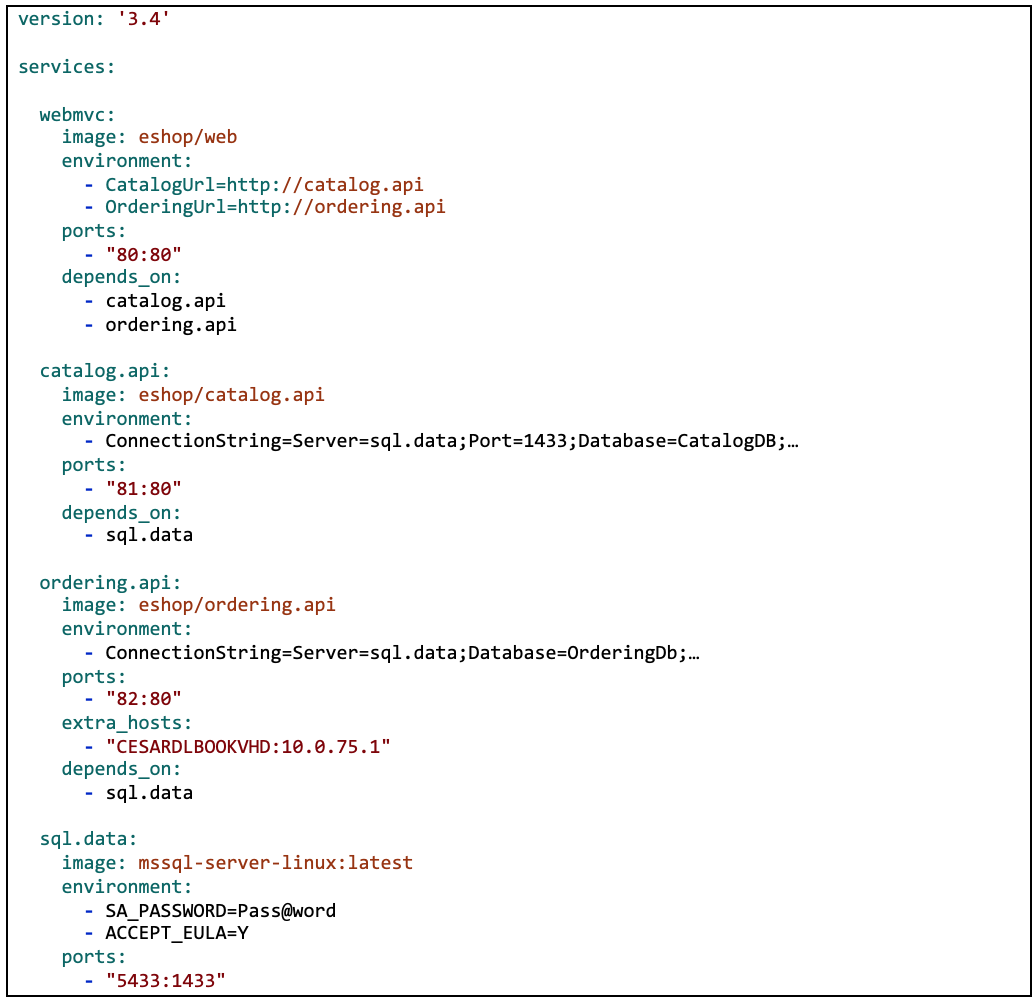 version: '3.4'

services:

  webmvc:
    image: eshop/web
    environment:
      - CatalogUrl=http://catalog.api
      - OrderingUrl=http://ordering.api
    ports:
      - "80:80"
    depends_on:
      - catalog.api
      - ordering.api

  catalog.api:
    image: eshop/catalog.api
    environment:
      - ConnectionString=Server=sql.data;Port=1433;Database=CatalogDB;…
    ports:
      - "81:80"
    depends_on:
      - sql.data

  ordering.api:
    image: eshop/ordering.api
    environment:
      - ConnectionString=Server=sql.data;Database=OrderingDb;…
    ports:
      - "82:80"
    extra_hosts:
      - "CESARDLBOOKVHD:10.0.75.1"
    depends_on:
      - sql.data

  sql.data:
    image: mssql-server-linux:latest
    environment:
      - SA_PASSWORD=Pass@word
      - ACCEPT_EULA=Y
    ports:
      - "5433:1433"